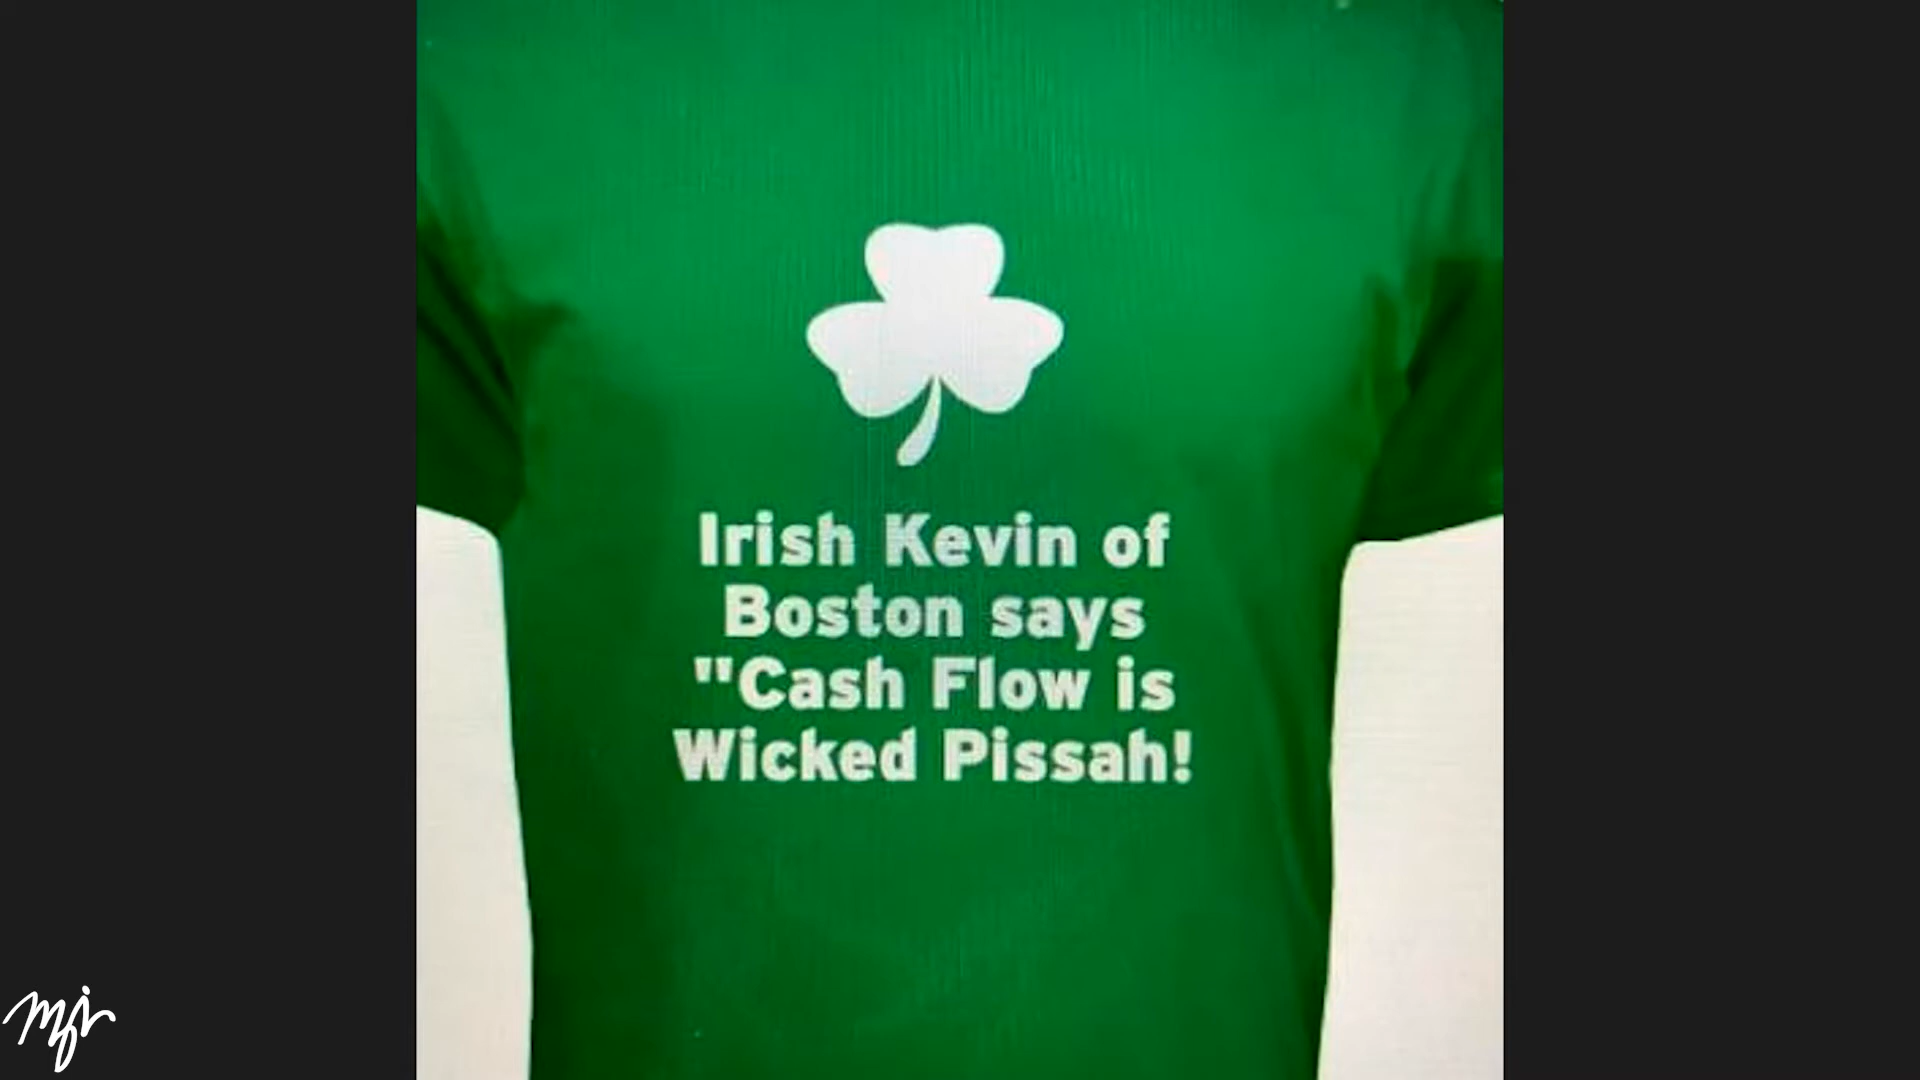 Irish Kevin of
Boston says
"Cash Flow is
Wicked Pissah!